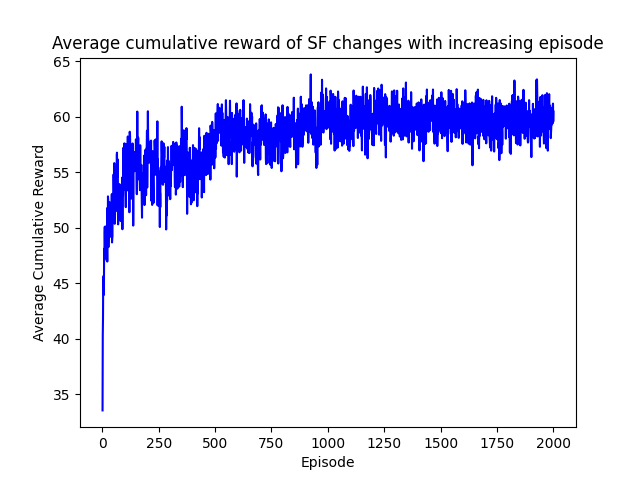 Average cumulative reward of SF changes with increasing episode
65
60
55
50
45
40
35
Average Cumulative Reward
0 250 500 750 1000 1250 1500 1750 2000
Episode